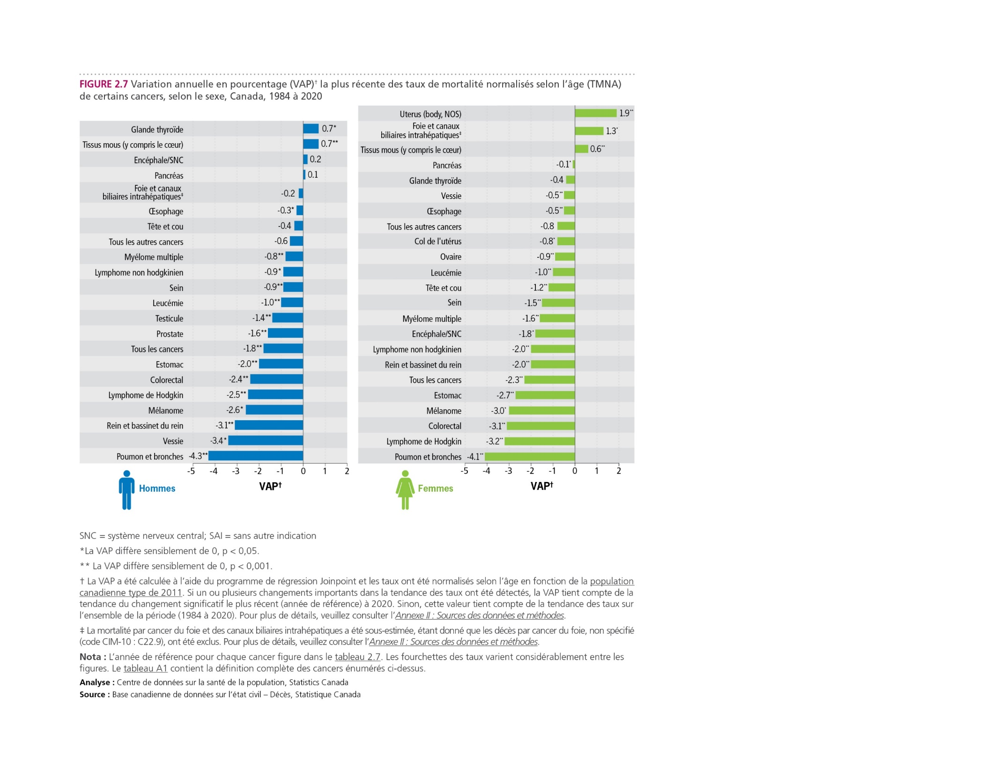 FIGURE 2.7 Variation annuelle en pourcentage (VAP)† la plus récente des taux de mortalité normalisés selon l'âge (TMNA)
de certains cancers, selon le sexe, Canada, 1984 à 2020
Glande thyroïde 0.7*
Tissus mous (y compris le cœur) 0.7**
Encéphale/SNC 0.2
Pancréas 0.1
Foie et canaux
biliaires intrahépatiques‡ -0.2
Œsophage -0.3*
Tête et cou -0.4
Tous les autres cancers -0.6
Myélome multiple -0.8**
Lymphome non hodgkinien -0.9*
Sein -0.9**
Leucémie -1.0**
Testicule -1.4**
Prostate -1.6**
Tous les cancers -1.8**
Estomac -2.0**
Colorectal -2.4**
Lymphome de Hodgkin -2.5**
Mélanome -2.6*
Rein et bassinet du rein -3.1**
Vessie -3.4*
Poumon et bronches -4.3**
-5 -4 -3 -2 -1 0 1 2
Hommes VAP†
Uterus (body, NOS) 1.9**
Foie et canaux
biliaires intrahépatiques‡ 1.3*
Tissus mous (y compris le cœur) 0.6**
Pancréas -0.1*
Glande thyroïde -0.4
Vessie -0.5**
Œsophage -0.5**
Tous les autres cancers -0.8
Col de l'utérus -0.8*
Ovaire -0.9**
Leucémie -1.0**
Tête et cou -1.2**
Sein -1.5**
Myélome multiple -1.6**
Encéphale/SNC -1.8*
Lymphome non hodgkinien -2.0**
Rein et bassinet du rein -2.0**
Tous les cancers -2.3**
Estomac -2.7**
Mélanome -3.0*
Colorectal -3.1**
Lymphome de Hodgkin -3.2**
Poumon et bronches -4.1**
-5 -4 -3 -2 -1 0 1 2
Femmes VAP†
SNC = système nerveux central; SAI = sans autre indication
*La VAP diffère sensiblement de 0, p < 0,05.
** La VAP diffère sensiblement de 0, p < 0,001.
† La VAP a été calculée à l'aide du programme de régression Joinpoint et les taux ont été normalisés selon l'âge en fonction de la population
canadienne type de 2011. Si un ou plusieurs changements importants dans la tendance des taux ont été détectés, la VAP tient compte de la
tendance du changement significatif le plus récent (année de référence) à 2020. Sinon, cette valeur tient compte de la tendance des taux sur
l'ensemble de la période (1984 à 2020). Pour plus de détails, veuillez consulter l'Annexe II : Sources des données et méthodes.
‡ La mortalité par cancer du foie et des canaux biliaires intrahépatiques a été sous-estimée, étant donné que les décès par cancer du foie, non spécifié
(code CIM-10 : C22.9), ont été exclus. Pour plus de détails, veuillez consulter l'Annexe II : Sources des données et méthodes.
Nota : L'année de référence pour chaque cancer figure dans le tableau 2.7. Les fourchettes des taux varient considérablement entre les
figures. Le tableau A1 contient la définition complète des cancers énumérés ci-dessus.
Analyse : Centre de données sur la santé de la population, Statistics Canada
Source : Base canadienne de données sur l'état civil – Décès, Statistique Canada